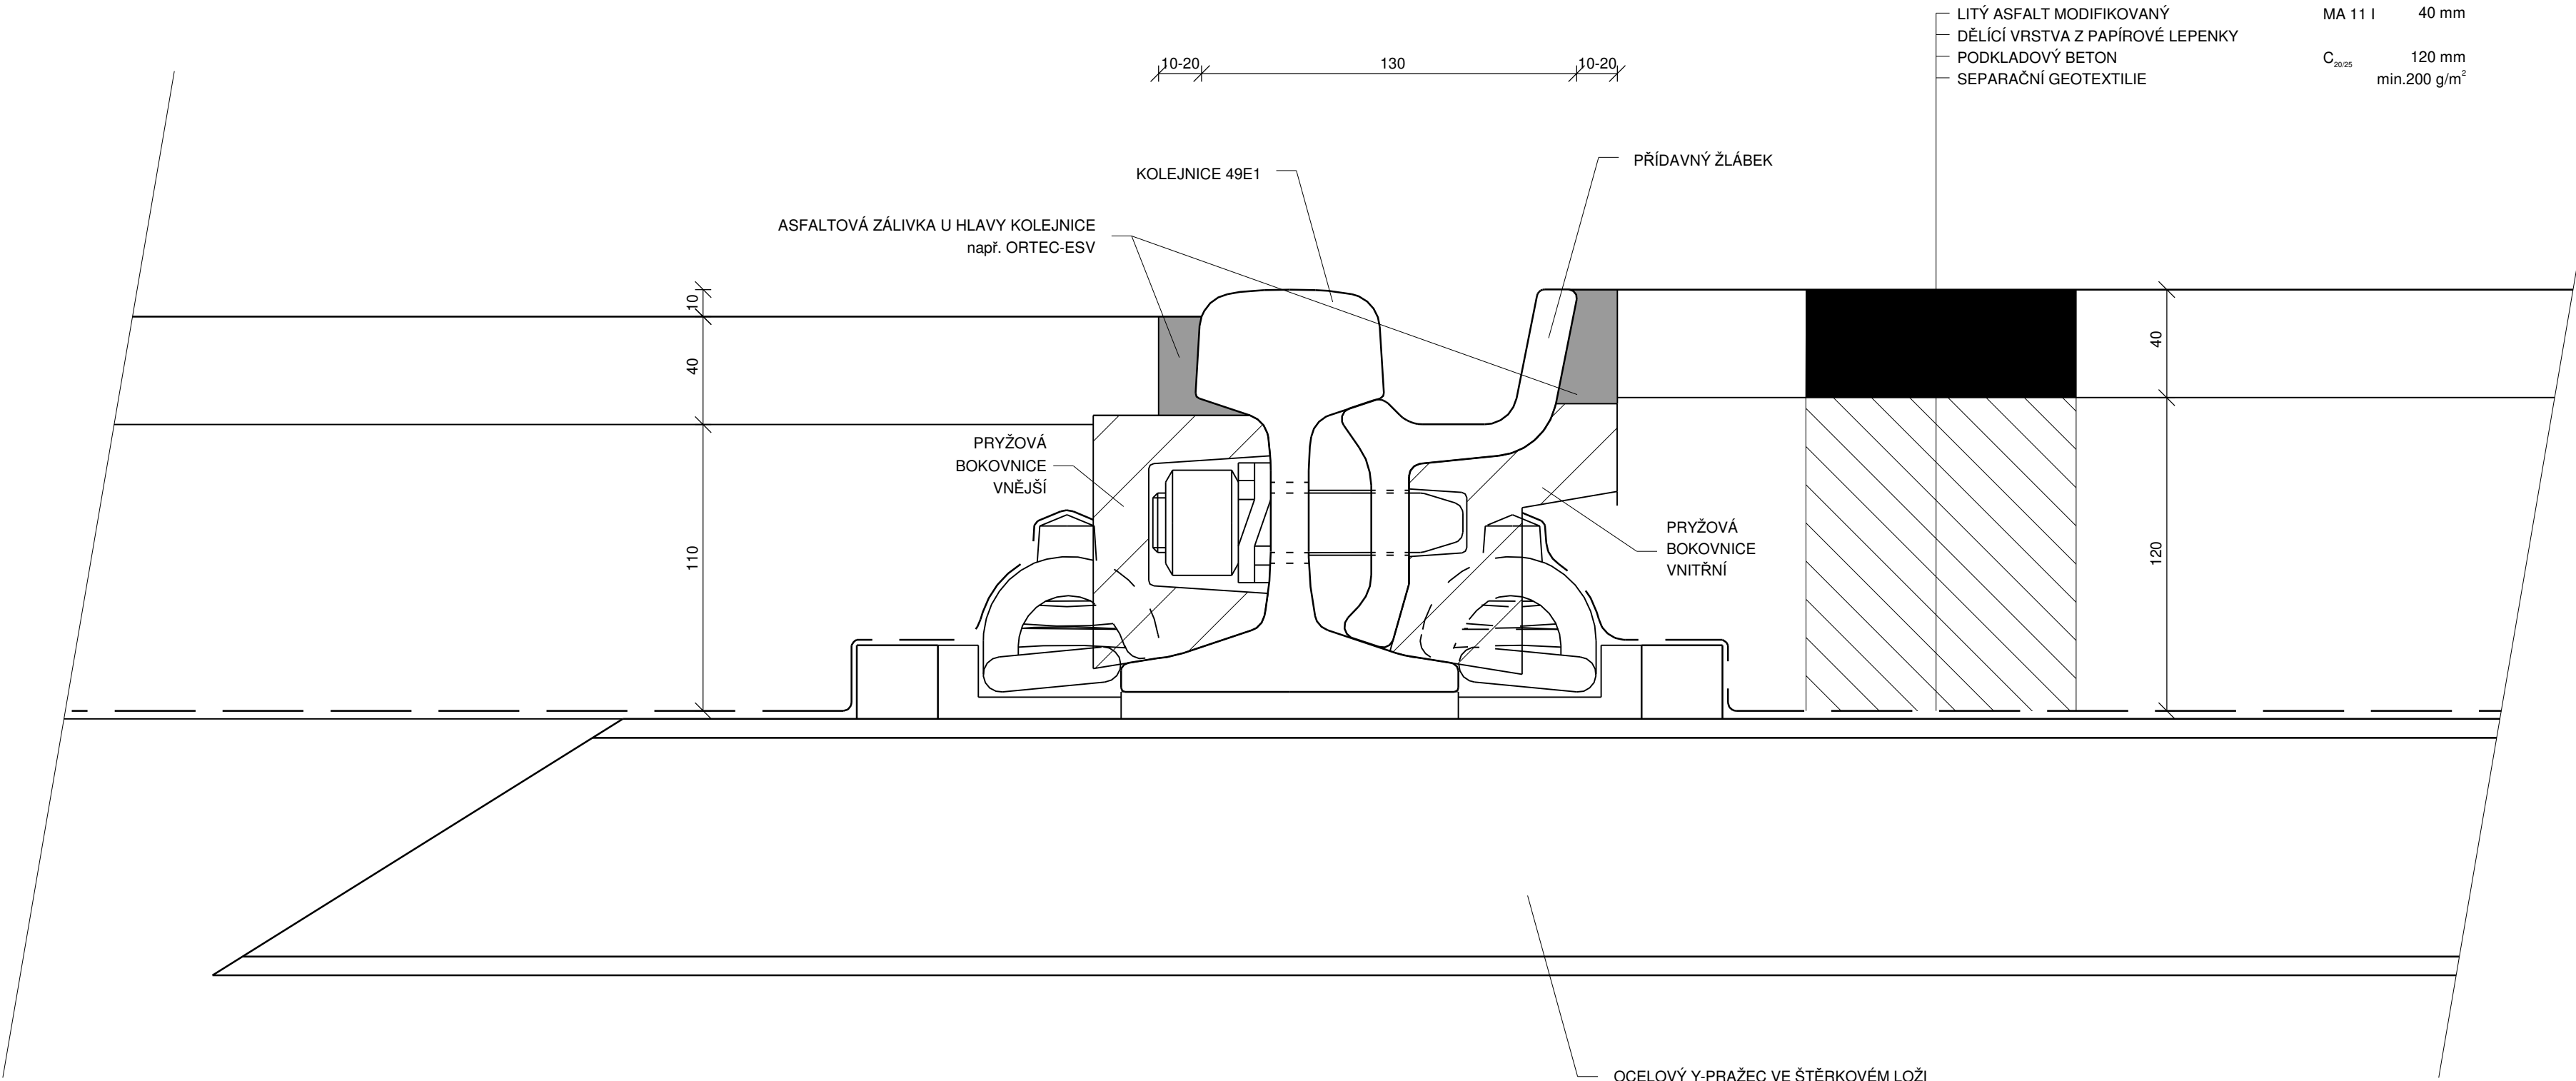 LITÝ ASFALT MODIFIKOVANÝ MA 11 I 40 mm
DĚLÍCÍ VRSTVA Z PAPÍROVÉ LEPENKY
PODKLADOVÝ BETON C20/25 120 mm
SEPARAČNÍ GEOTEXTILIE min.200 g/m²
10-20 130 10-20
PŘÍDAVNÝ ŽLÁBEK
KOLEJNICE 49E1
ASFALTOVÁ ZÁLIVKA U HLAVY KOLEJNICE
např. ORTEC-ESV
10
40
110
40
120
PRYŽOVÁ
BOKOVNICE
VNĚJŠÍ
PRYŽOVÁ
BOKOVNICE
VNITŘNÍ
OCELOVÝ Y-PRAŽEC VE ŠTĚRKOVÉM LOŽI